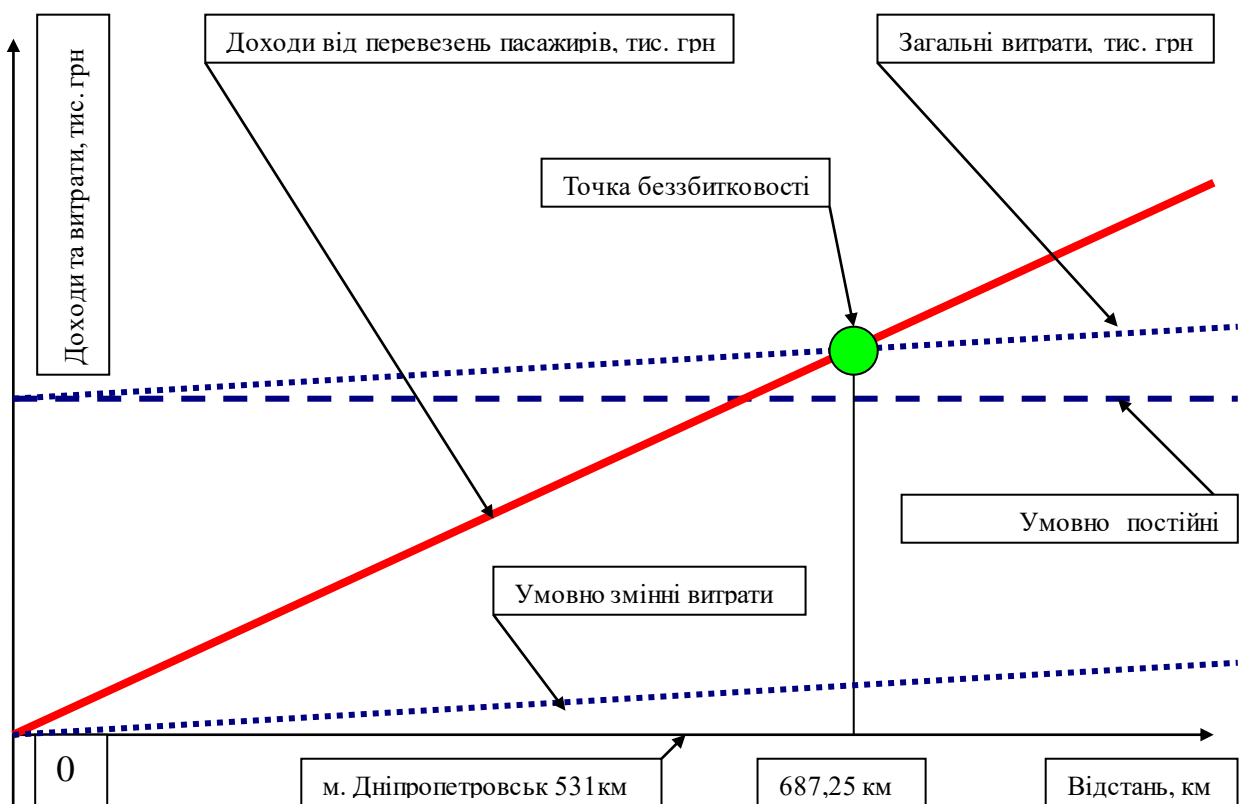 Доходи від перевезень пасажирів, тис. грн
Загальні витрати, тис. грн
Доходи та витрати, тис. грн
Точка беззбитковості
Умовно постійні
Умовно змінні витрати
0
м. Дніпропетровськ 531км
687,25 км
Відстань, км